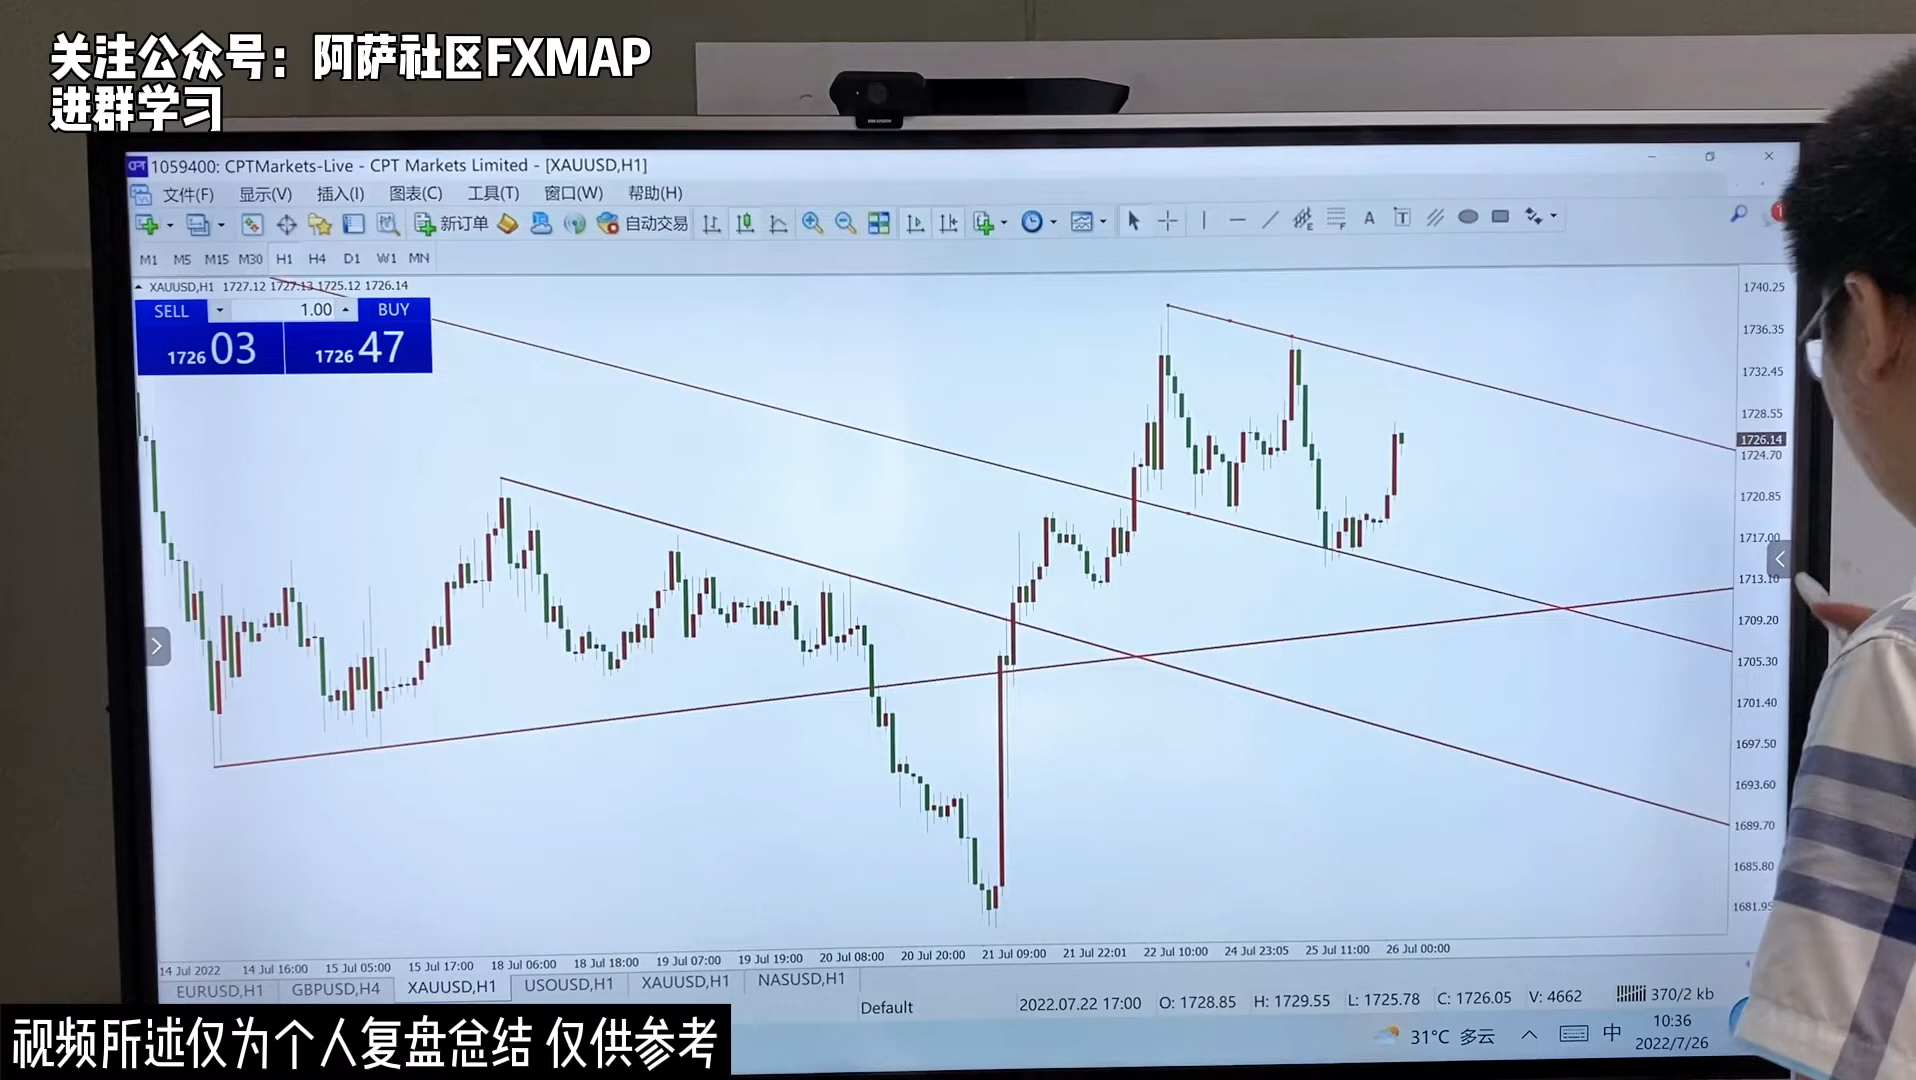 关注公众号：阿萨社区FXMAP
进群学习
1059400: CPTMarkets-Live - CPT Markets Limited - [XAUUSD,H1]
文件(F) 显示(V) 插入(I) 图表(C) 工具(T) 窗口(W) 帮助(H)
新订单 自动交易
M1 M5 M15 M30 H1 H4 D1 W1 MN
XAUUSD,H1 1727.12 1727.13 1725.12 1726.14
SELL 1.00 BUY
1726 03 1726 47
1740.25
1736.35
1732.45
1728.55
1726.14
1724.70
1720.85
1717.00
1713.10
1709.20
1705.30
1701.40
1697.50
1693.60
1689.70
1685.80
1681.95
14 Jul 2022 14 Jul 16:00 15 Jul 05:00 15 Jul 17:00 18 Jul 06:00 18 Jul 18:00 19 Jul 07:00 19 Jul 19:00 20 Jul 08:00 20 Jul 20:00 21 Jul 09:00 21 Jul 22:01 22 Jul 10:00 24 Jul 23:05 25 Jul 11:00 26 Jul 00:00
EURUSD,H1 GBPUSD,H4 XAUUSD,H1 USOUSD,H1 XAUUSD,H1 NASUSD,H1
Default 2022.07.22 17:00 O: 1728.85 H: 1729.55 L: 1725.78 C: 1726.05 V: 4662 370/2 kb
31°C 多云 中 10:36
2022/7/26
视频所述仅为个人复盘总结 仅供参考